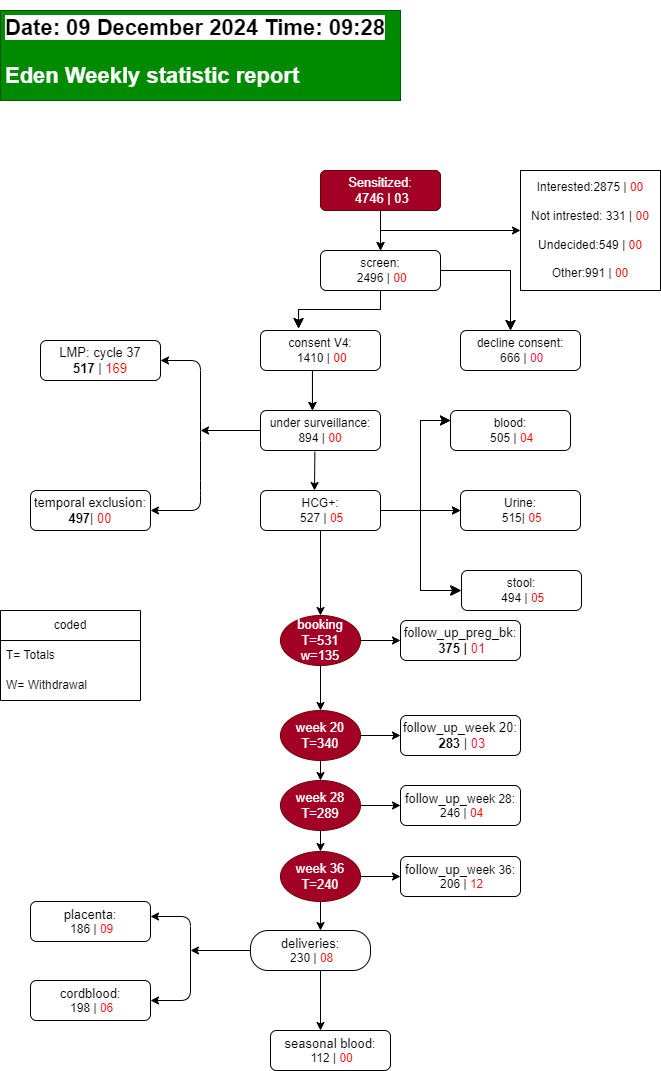 Date: 09 December 2024 Time: 09:28
Eden Weekly statistic report
Sensitized:
4746 | 03
Interested:2875 | 00
Not intrested: 331 | 00
Undecided:549 | 00
Other:991 | 00
screen:
2496 | 00
consent V4:
1410 | 00
decline consent:
666 | 00
LMP: cycle 37
517 | 169
under surveillance:
894 | 00
blood:
505 | 04
temporal exclusion:
497| 00
HCG+:
527 | 05
Urine:
515| 05
stool:
494 | 05
coded
T= Totals
W= Withdrawal
booking
T=531
w=135
follow_up_preg_bk:
375 | 01
week 20
T=340
follow_up_week 20:
283 | 03
week 28
T=289
follow_up_week 28:
246 | 04
week 36
T=240
follow_up_week 36:
206 | 12
placenta:
186 | 09
deliveries:
230 | 08
cordblood:
198 | 06
seasonal blood:
112 | 00